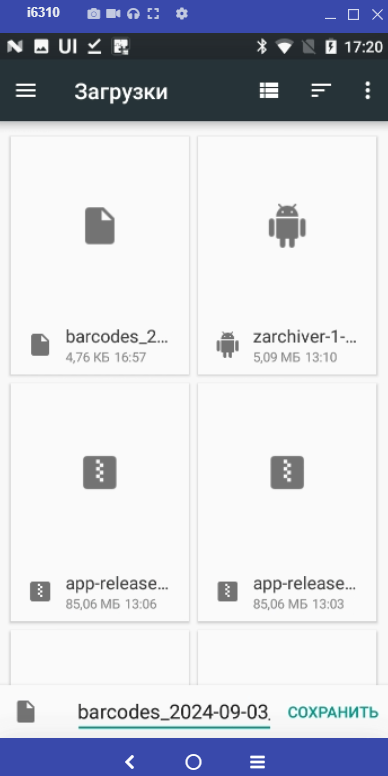 i6310
UI
17:20
Загрузки
barcodes_2...
4,76 КБ 16:57
zarchiver-1-...
5,09 МБ 13:10
app-release...
85,06 МБ 13:06
app-release...
85,06 МБ 13:03
barcodes_2024-09-03
СОХРАНИТЬ